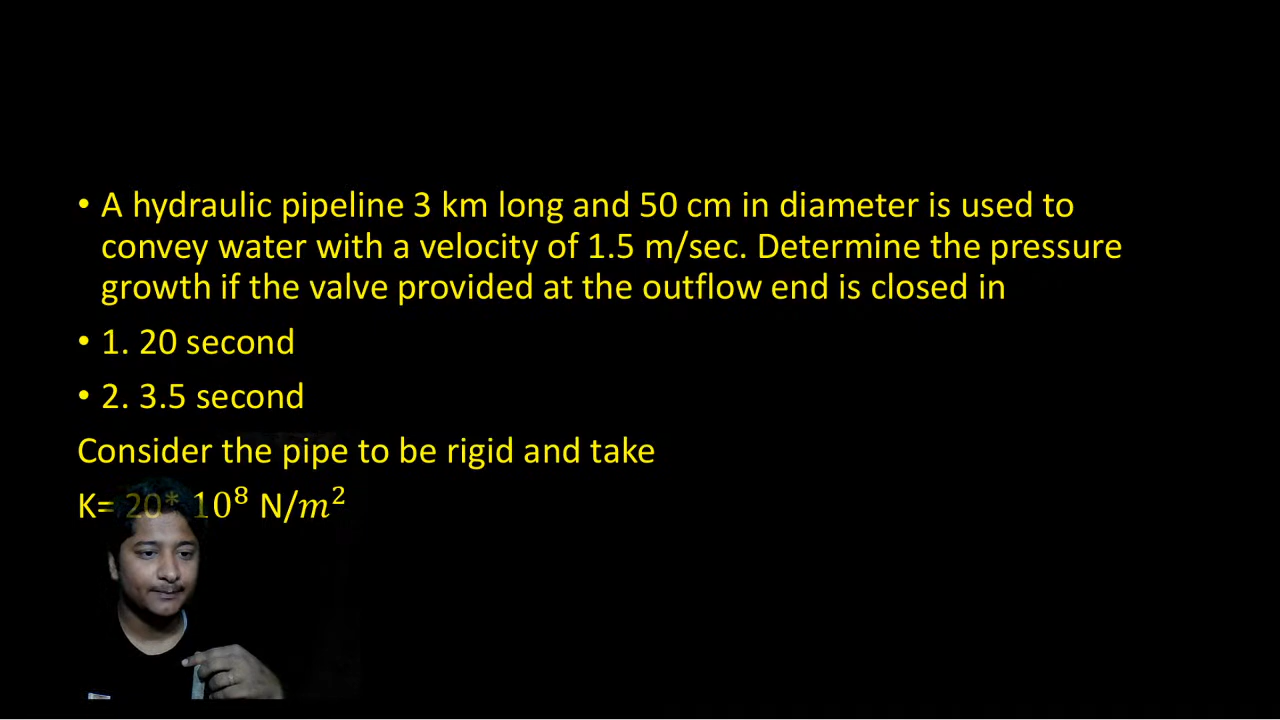 • A hydraulic pipeline 3 km long and 50 cm in diameter is used to
convey water with a velocity of 1.5 m/sec. Determine the pressure
growth if the valve provided at the outflow end is closed in
• 1. 20 second
• 2. 3.5 second
Consider the pipe to be rigid and take
K= 20* 10⁸ N/m²